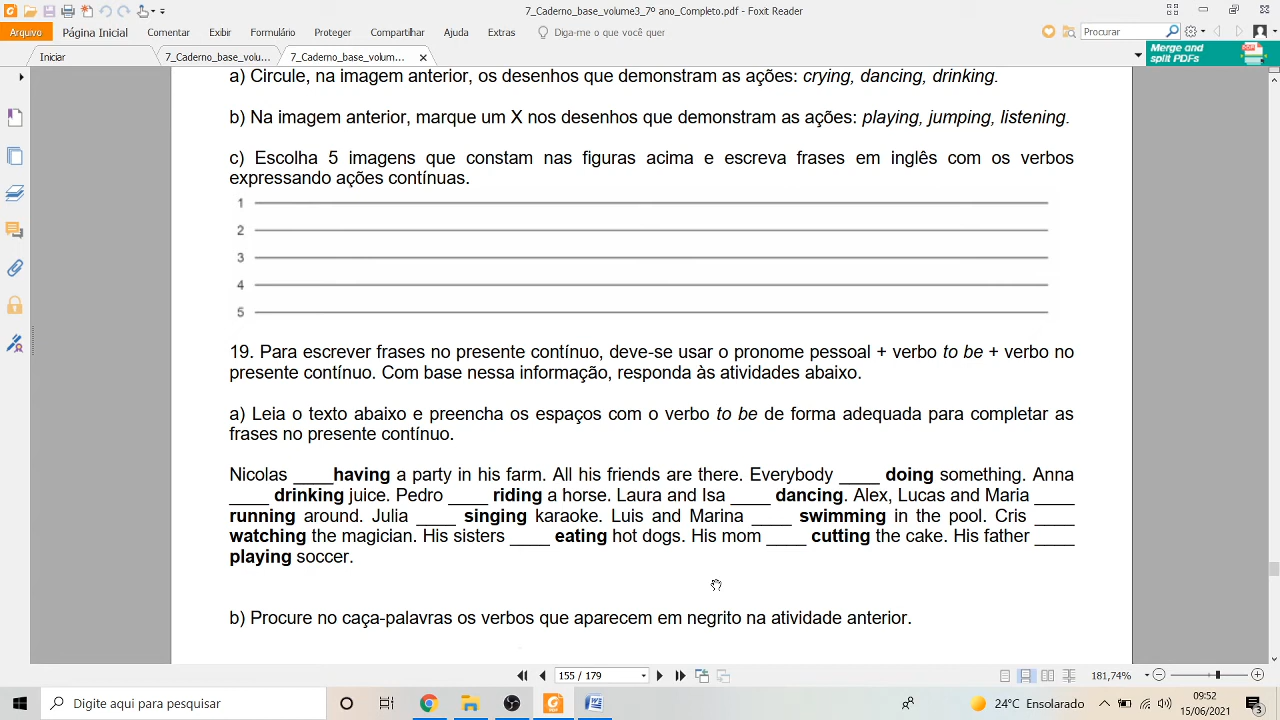 7_Caderno_base_volume3_7º ano_Completo.pdf - Foxit Reader
Arquivo Página Inicial Comentar Exibir Formulário Proteger Compartilhar Ajuda Extras Diga-me o que você quer Procurar
Iniciar 7_Caderno_base_volu... 7_Caderno_base_volum... Merge and
split PDFs
a) Circule, na imagem anterior, os desenhos que demonstram as ações: crying, dancing, drinking.
b) Na imagem anterior, marque um X nos desenhos que demonstram as ações: playing, jumping, listening.
c) Escolha 5 imagens que constam nas figuras acima e escreva frases em inglês com os verbos
expressando ações contínuas.
1
2
3
4
5
19. Para escrever frases no presente contínuo, deve-se usar o pronome pessoal + verbo to be + verbo no
presente contínuo. Com base nessa informação, responda às atividades abaixo.
a) Leia o texto abaixo e preencha os espaços com o verbo to be de forma adequada para completar as
frases no presente contínuo.
Nicolas ____having a party in his farm. All his friends are there. Everybody ____ doing something. Anna
____ drinking juice. Pedro ____ riding a horse. Laura and Isa ____ dancing. Alex, Lucas and Maria ____
running around. Julia ____ singing karaoke. Luis and Marina ____ swimming in the pool. Cris ____
watching the magician. His sisters ____ eating hot dogs. His mom ____ cutting the cake. His father ____
playing soccer.
b) Procure no caça-palavras os verbos que aparecem em negrito na atividade anterior.
155 / 179 181,74%
Digite aqui para pesquisar 24°C Ensolarado 09:52
15/06/2021 3